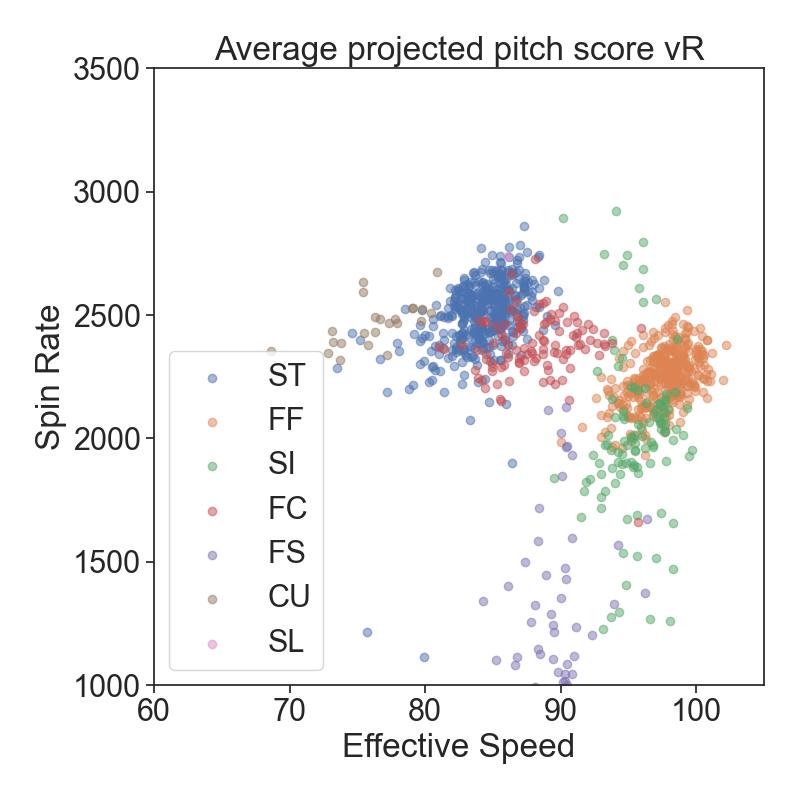 Average projected pitch score vR
3500
3000
2500
2000
1500
1000
Spin Rate
ST
FF
SI
FC
FS
CU
SL
60
70
80
90
100
Effective Speed